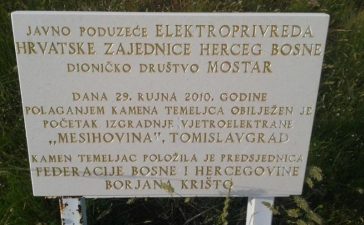 JAVNO PODUZEĆE ELEKTROPRIVREDA
HRVATSKE ZAJEDNICE HERCEG BOSNE
DIONIČKO DRUŠTVO MOSTAR
DANA 29. RUJNA 2010. GODINE
POLAGANJEM KAMENA TEMELJCA OBILJEŽEN JE
POČETAK IZGRADNJE VJETROELEKTRANE
„MESIHOVINA", TOMISLAVGRAD
KAMEN TEMELJAC POLOŽILA JE PREDSJEDNICA
FEDERACIJE BOSNE I HERCEGOVINE
BORJANA KRIŠTO